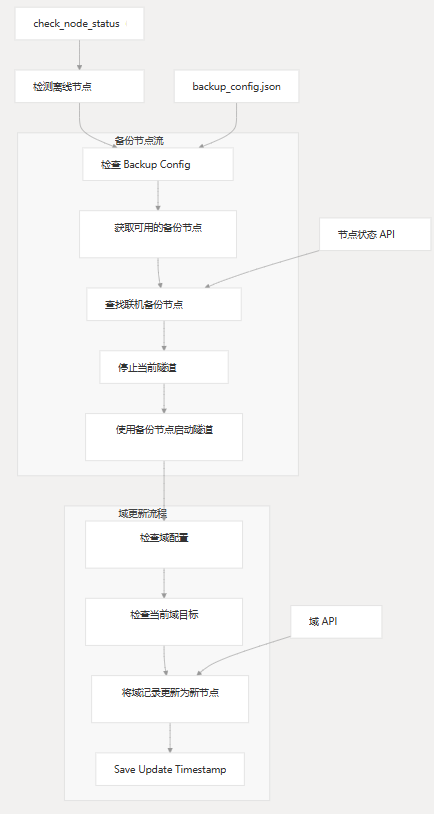 check_node_status
检测离线节点
backup_config.json
备份节点流
检查 Backup Config
获取可用的备份节点
节点状态 API
查找联机备份节点
停止当前隧道
使用备份节点启动隧道
域更新流程
检查域配置
检查当前域目标
域 API
将域记录更新为新节点
Save Update Timestamp